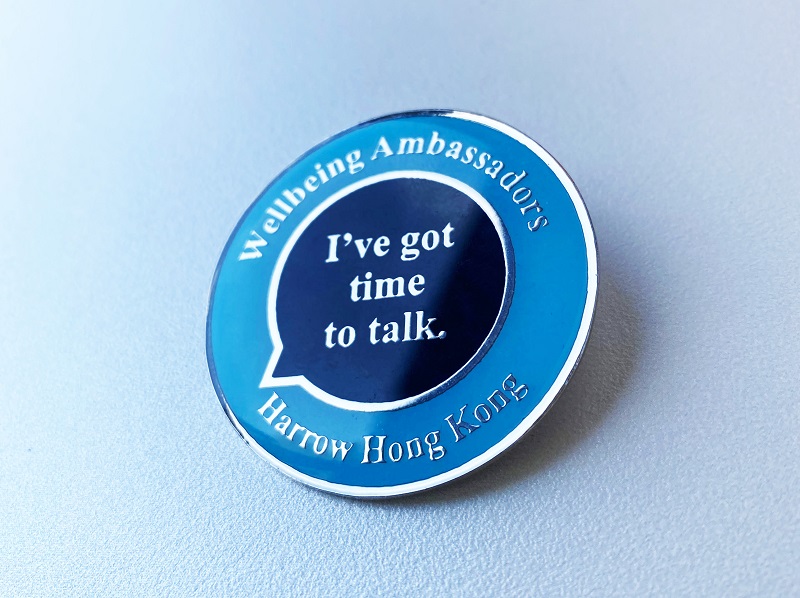 Wellbeing Ambassadors
I've got
time
to talk.
Harrow Hong Kong